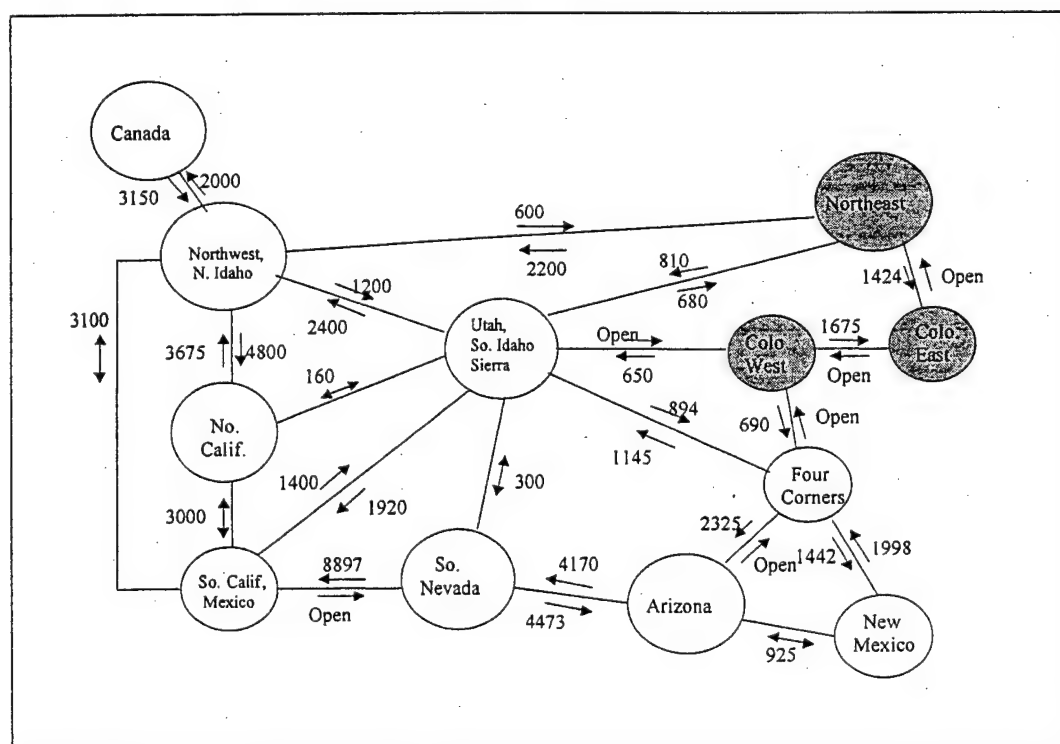 Canada
2000
3150
Northeast
600
Northwest,
N. Idaho
2200
810
1424
Open
680
1200
3100
2400
Utah,
So. Idaho
Sierra
Open
1675
Colo.
West
Colo.
East
3675
4800
650
Open
160
No.
Calif.
894
690
Open
1145
1400
Four
Corners
3000
1920
300
2325
1998
8897
4170
1442
So. Calif,
Mexico
So.
Nevada
Open
Open
4473
Arizona
New
Mexico
925